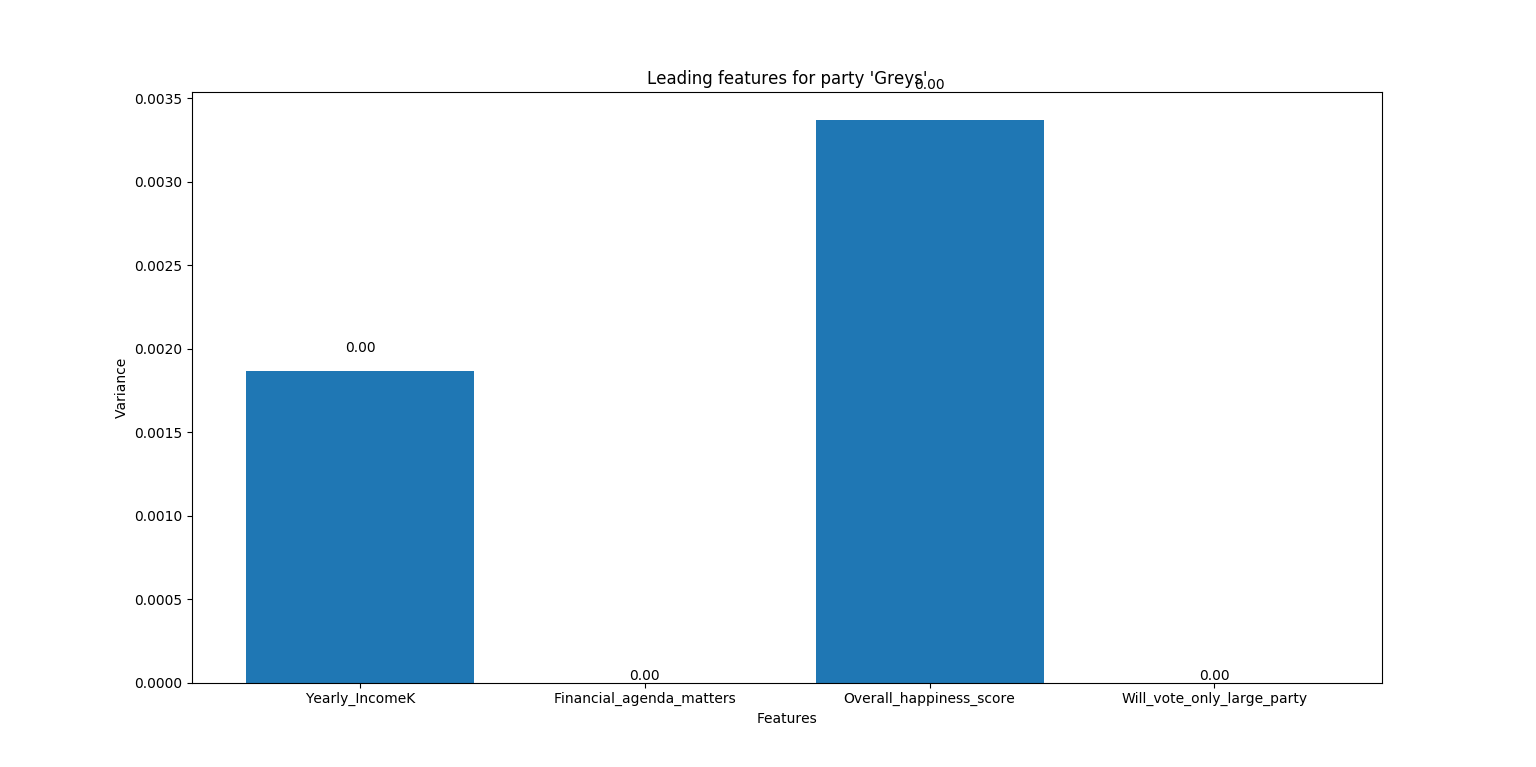 Leading features for party 'Greys'
0.00
0.0035
0.0030
0.0025
0.0020
0.0015
0.0010
0.0005
0.0000
Variance
0.00
0.00
0.00
Yearly_IncomeK
Financial_agenda_matters
Overall_happiness_score
Will_vote_only_large_party
Features